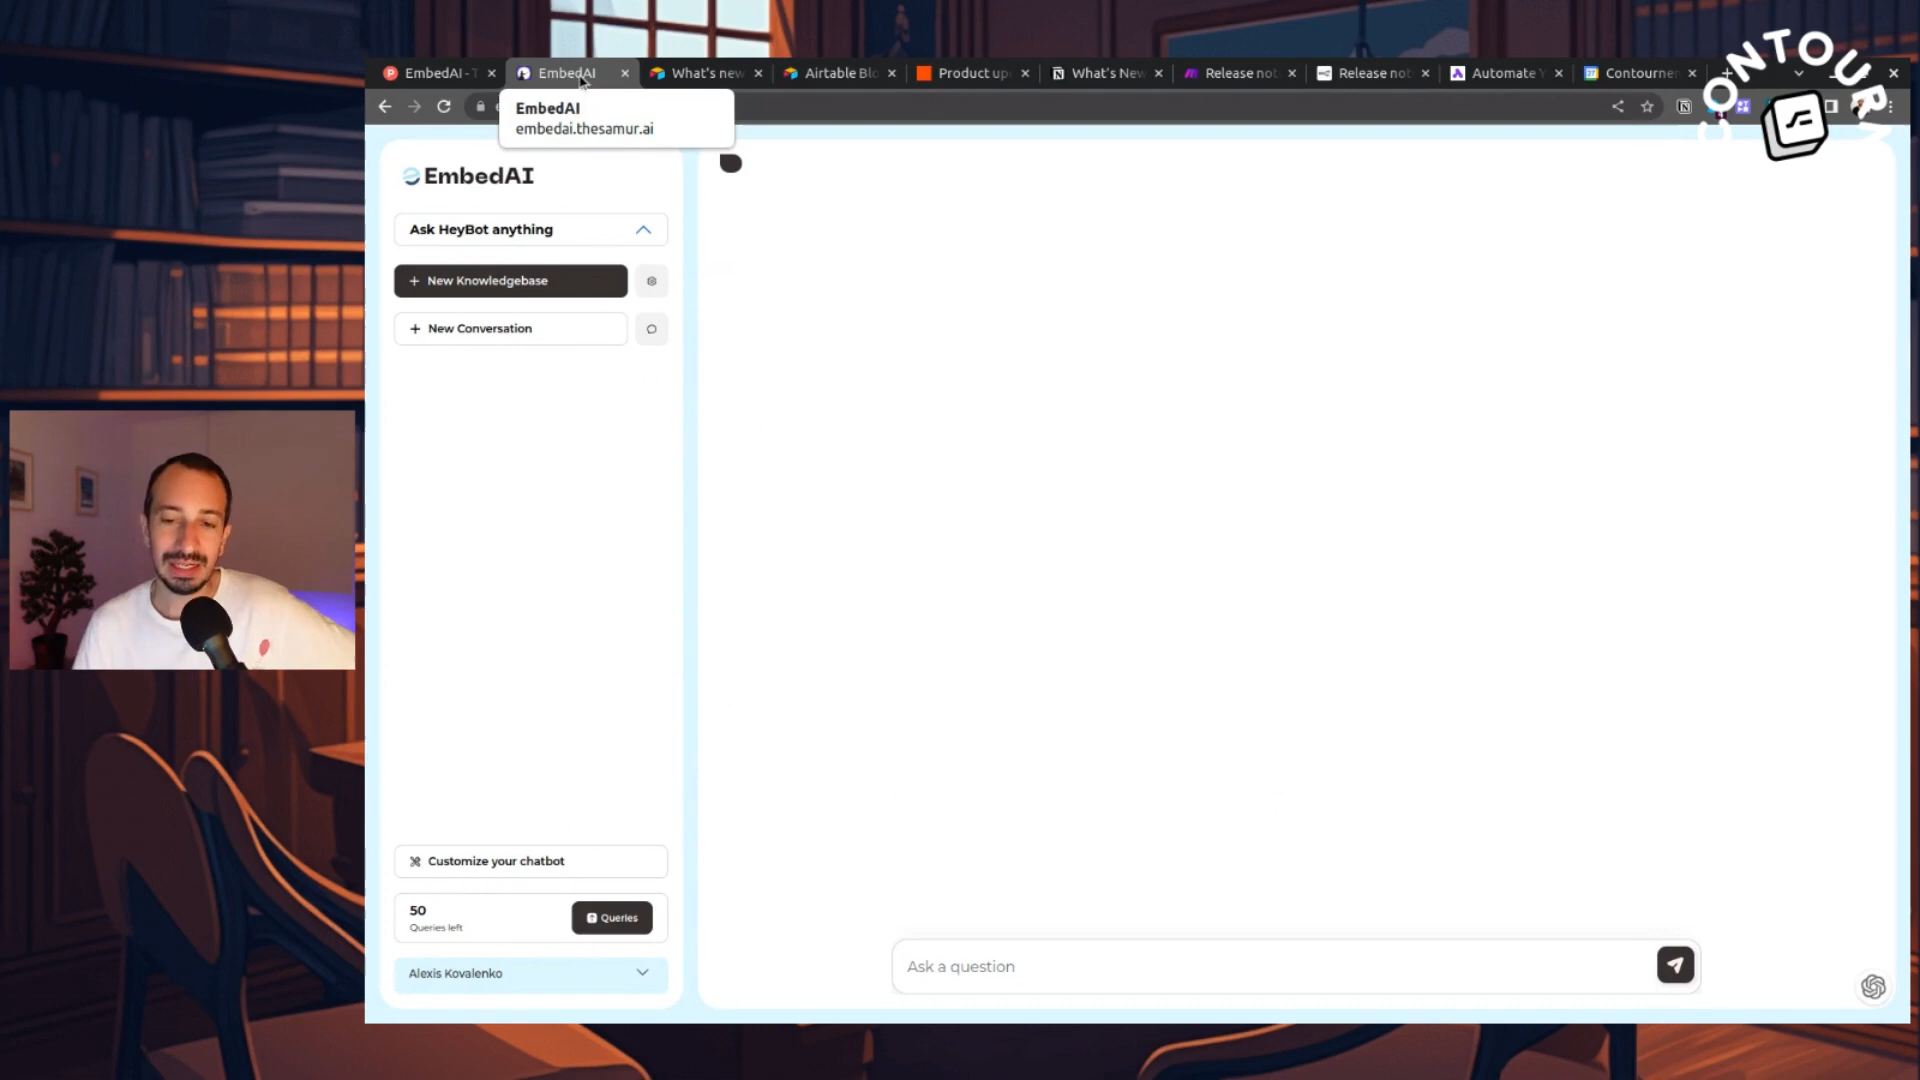 CONTOURN
EmbedAI - T
EmbedAI
What's new
Airtable Blo
Product up
What's New
Release not
Release not
Automate Y
Contourne
EmbedAI
embedai.thesamur.ai
EmbedAI
Ask HeyBot anything
+ New Knowledgebase
+ New Conversation
Customize your chatbot
50
Queries left
Queries
Alexis Kovalenko
Ask a question